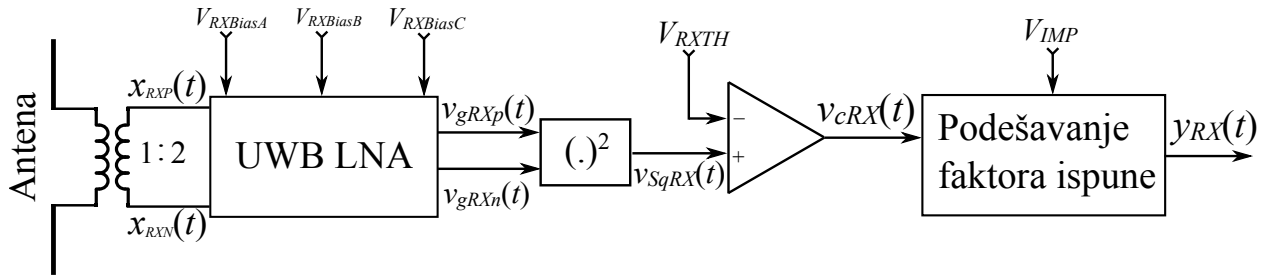 Antena
x_RXP(t)
1:2
x_RXN(t)
V_RXBiasA
V_RXBiasB
V_RXBiasC
UWB LNA
v_gRXp(t)
v_gRXn(t)
(.)²
v_SqRX(t)
V_RXTH
−
+
v_cRX(t)
V_IMP
Podešavanje
faktora ispune
y_RX(t)